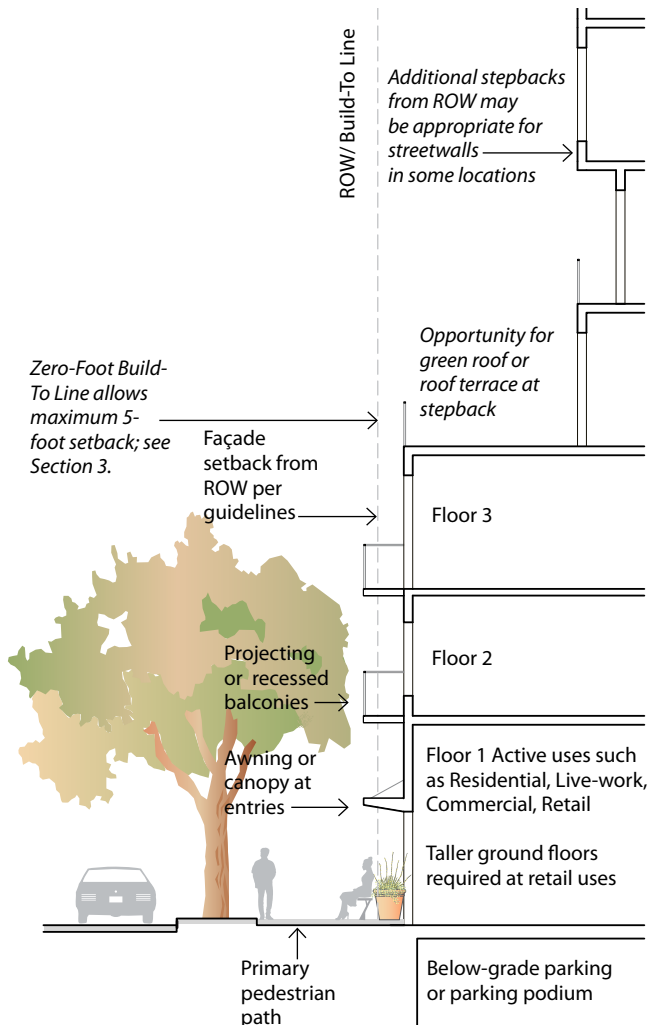 ROW/ Build-To Line
Additional stepbacks
from ROW may
be appropriate for
streetwalls
in some locations
Opportunity for
green roof or
roof terrace at
stepback
Zero-Foot Build-
To Line allows
maximum 5-
foot setback; see
Section 3.
Façade
setback from
ROW per
guidelines
Floor 3
Projecting
or recessed
balconies
Floor 2
Awning or
canopy at
entries
Floor 1 Active uses such
as Residential, Live-work,
Commercial, Retail
Taller ground floors
required at retail uses
Primary
pedestrian
path
Below-grade parking
or parking podium